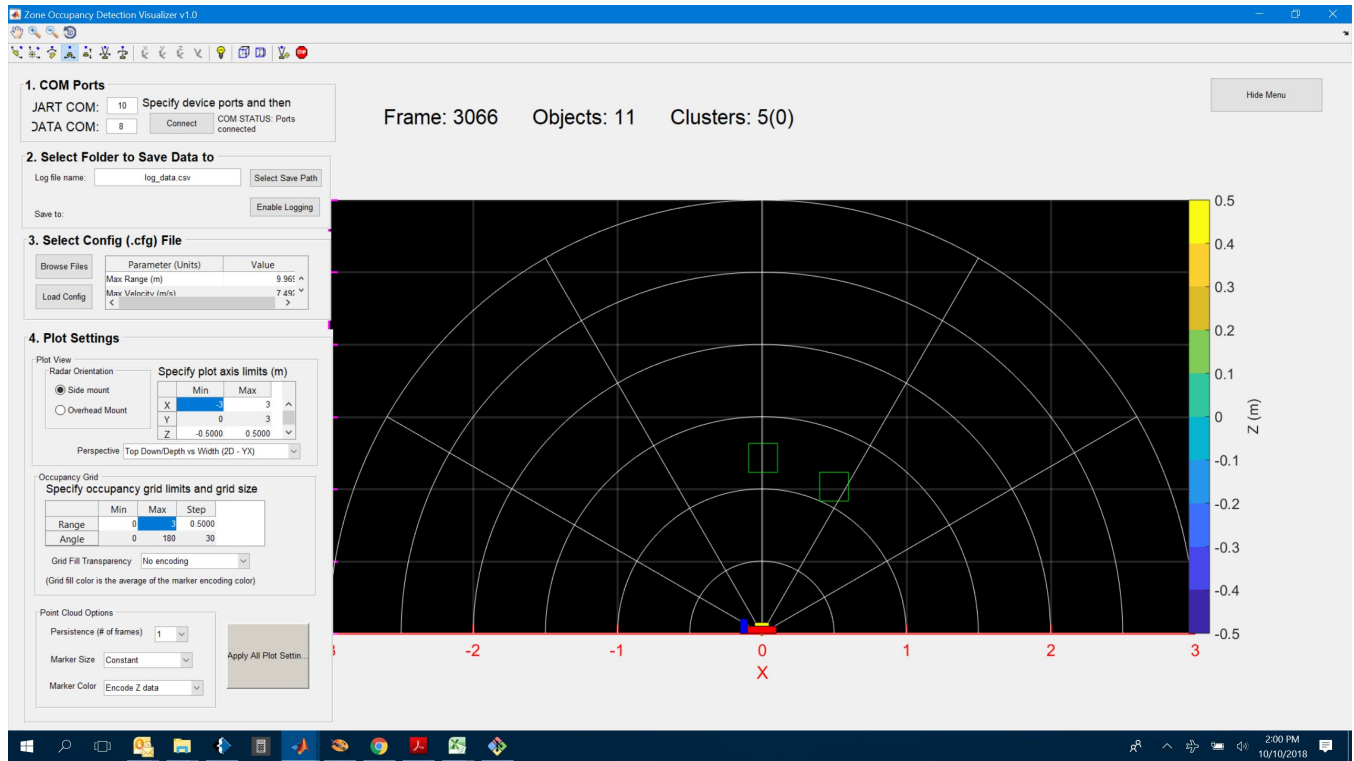 Zone Occupancy Detection Visualizer v1.0
1. COM Ports
JART COM: 10 Specify device ports and then
DATA COM: 8 Connect COM STATUS: Ports
connected
Hide Menu
Frame: 3066 Objects: 11 Clusters: 5(0)
2. Select Folder to Save Data to
Log file name: log_data.csv Select Save Path
Save to: Enable Logging
3. Select Config (.cfg) File
Browse Files Parameter (Units) Value
Max Range (m) 9.969
Load Config Max Velocity (m/s) 7.492
4. Plot Settings
Plot View
Radar Orientation Specify plot axis limits (m)
Side mount Min Max
Overhead Mount X -3 3
Y 0 3
Z -0.5000 0.5000
Perspective Top Down/Depth vs Width (2D - YX)
Occupancy Grid
Specify occupancy grid limits and grid size
Min Max Step
Range 0 3 0.5000
Angle 0 180 30
Grid Fill Transparency No encoding
(Grid fill color is the average of the marker encoding color)
Point Cloud Options
Persistence (# of frames) 1
Marker Size Constant
Marker Color Encode Z data
Apply All Plot Settin...
-2 -1 0 1 2 3
X
0.5
0.4
0.3
0.2
0.1
0
-0.1
-0.2
-0.3
-0.4
-0.5
Z (m)
2:00 PM
10/10/2018